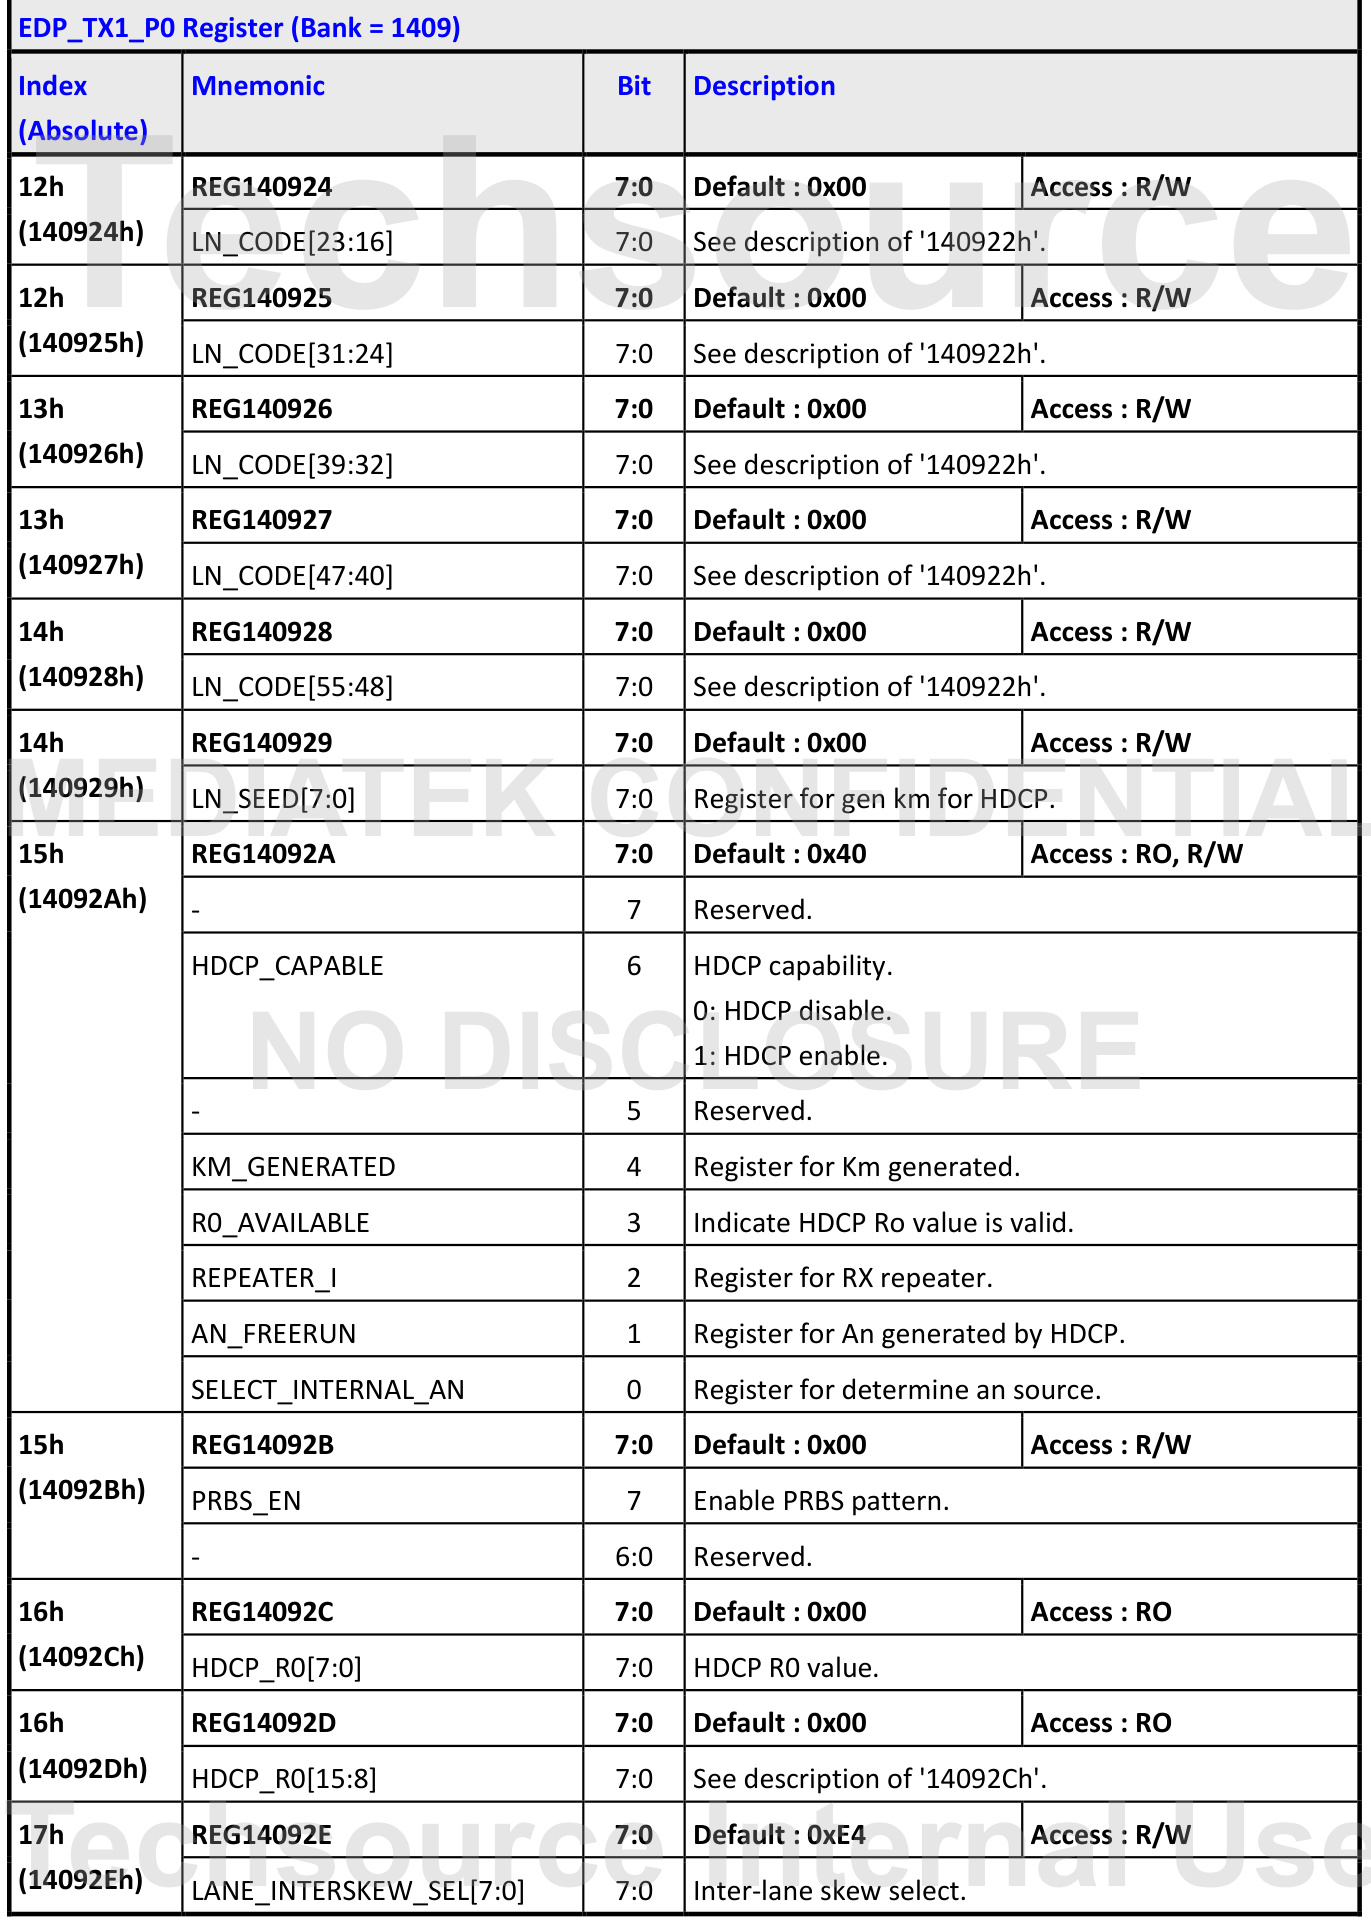 EDP_TX1_P0 Register (Bank = 1409)
Index (Absolute) Mnemonic Bit Description
12h (140924h) REG140924 7:0 Default : 0x00 Access : R/W
LN_CODE[23:16] 7:0 See description of '140922h'.
12h (140925h) REG140925 7:0 Default : 0x00 Access : R/W
LN_CODE[31:24] 7:0 See description of '140922h'.
13h (140926h) REG140926 7:0 Default : 0x00 Access : R/W
LN_CODE[39:32] 7:0 See description of '140922h'.
13h (140927h) REG140927 7:0 Default : 0x00 Access : R/W
LN_CODE[47:40] 7:0 See description of '140922h'.
14h (140928h) REG140928 7:0 Default : 0x00 Access : R/W
LN_CODE[55:48] 7:0 See description of '140922h'.
14h (140929h) REG140929 7:0 Default : 0x00 Access : R/W
LN_SEED[7:0] 7:0 Register for gen km for HDCP.
15h (14092Ah) REG14092A 7:0 Default : 0x40 Access : RO, R/W
- 7 Reserved.
HDCP_CAPABLE 6 HDCP capability.
0: HDCP disable.
1: HDCP enable.
- 5 Reserved.
KM_GENERATED 4 Register for Km generated.
R0_AVAILABLE 3 Indicate HDCP Ro value is valid.
REPEATER_I 2 Register for RX repeater.
AN_FREERUN 1 Register for An generated by HDCP.
SELECT_INTERNAL_AN 0 Register for determine an source.
15h (14092Bh) REG14092B 7:0 Default : 0x00 Access : R/W
PRBS_EN 7 Enable PRBS pattern.
- 6:0 Reserved.
16h (14092Ch) REG14092C 7:0 Default : 0x00 Access : RO
HDCP_R0[7:0] 7:0 HDCP R0 value.
16h (14092Dh) REG14092D 7:0 Default : 0x00 Access : RO
HDCP_R0[15:8] 7:0 See description of '14092Ch'.
17h (14092Eh) REG14092E 7:0 Default : 0xE4 Access : R/W
LANE_INTERSKEW_SEL[7:0] 7:0 Inter-lane skew select.
Techsource
MEDIATEK CONFIDENTIAL
NO DISCLOSURE
Techsource Internal Use